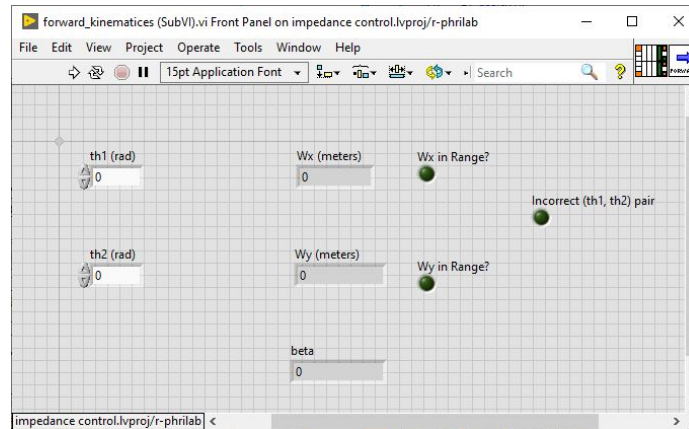 forward_kinematices (SubVI).vi Front Panel on impedance control.lvproj/r-phrilab
File Edit View Project Operate Tools Window Help
15pt Application Font Search
th1 (rad) Wx (meters) Wx in Range?
0 0
Incorrect (th1, th2) pair
th2 (rad) Wy (meters) Wy in Range?
0 0
beta
0
impedance control.lvproj/r-phrilab